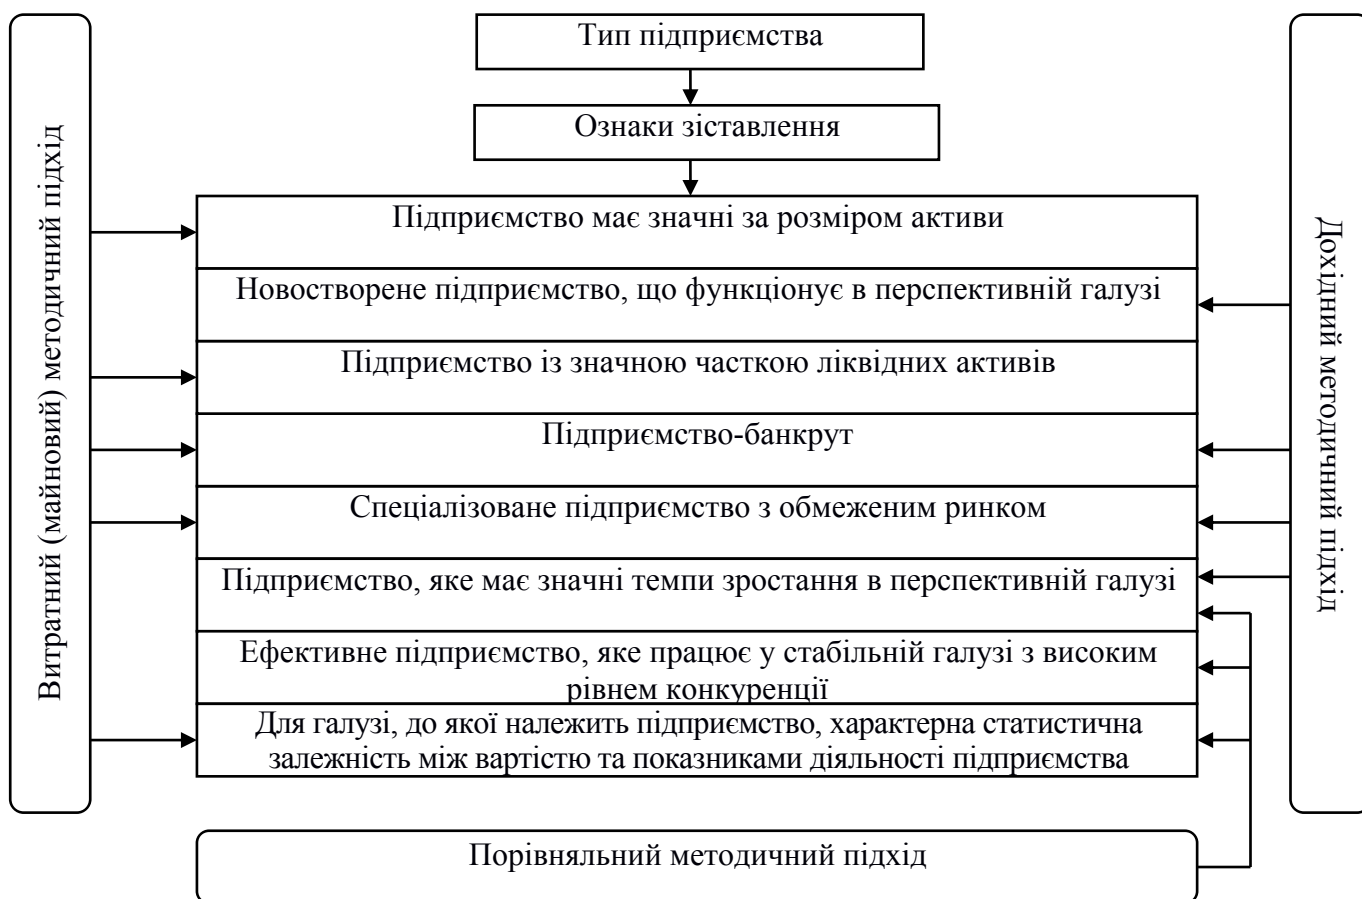 Тип підприємства
Ознаки зіставлення
Витратний (майновий) методичний підхід
Підприємство має значні за розміром активи
Новостворене підприємство, що функціонує в перспективній галузі
Підприємство із значною часткою ліквідних активів
Підприємство-банкрут
Спеціалізоване підприємство з обмеженим ринком
Підприємство, яке має значні темпи зростання в перспективній галузі
Ефективне підприємство, яке працює у стабільній галузі з високим
рівнем конкуренції
Для галузі, до якої належить підприємство, характерна статистична
залежність між вартістю та показниками діяльності підприємства
Дохідний методичний підхід
Порівняльний методичний підхід